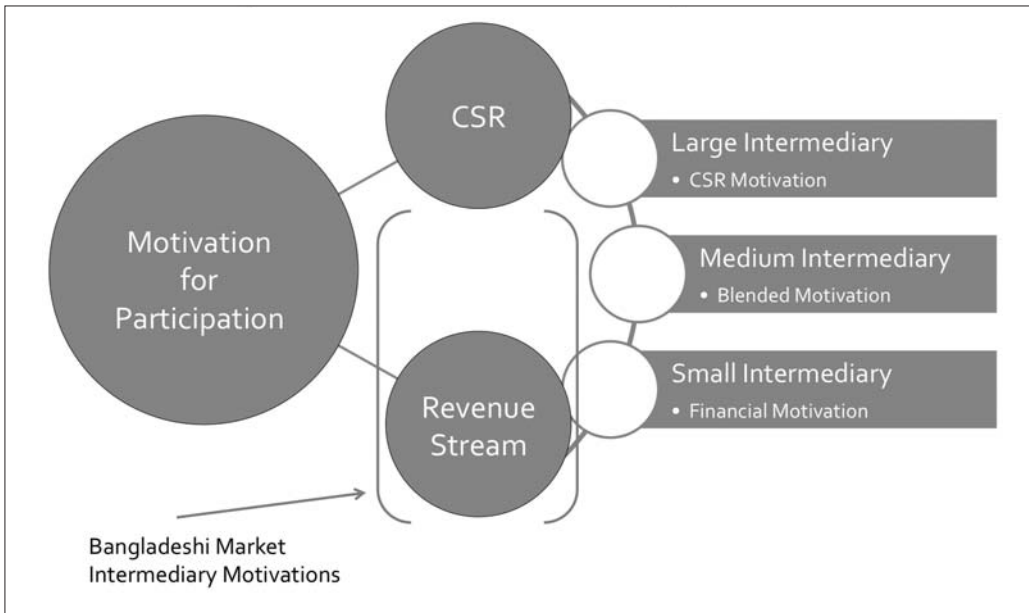 Motivation
for
Participation
CSR
Revenue
Stream
Large Intermediary
• CSR Motivation
Medium Intermediary
• Blended Motivation
Small Intermediary
• Financial Motivation
Bangladeshi Market
Intermediary Motivations